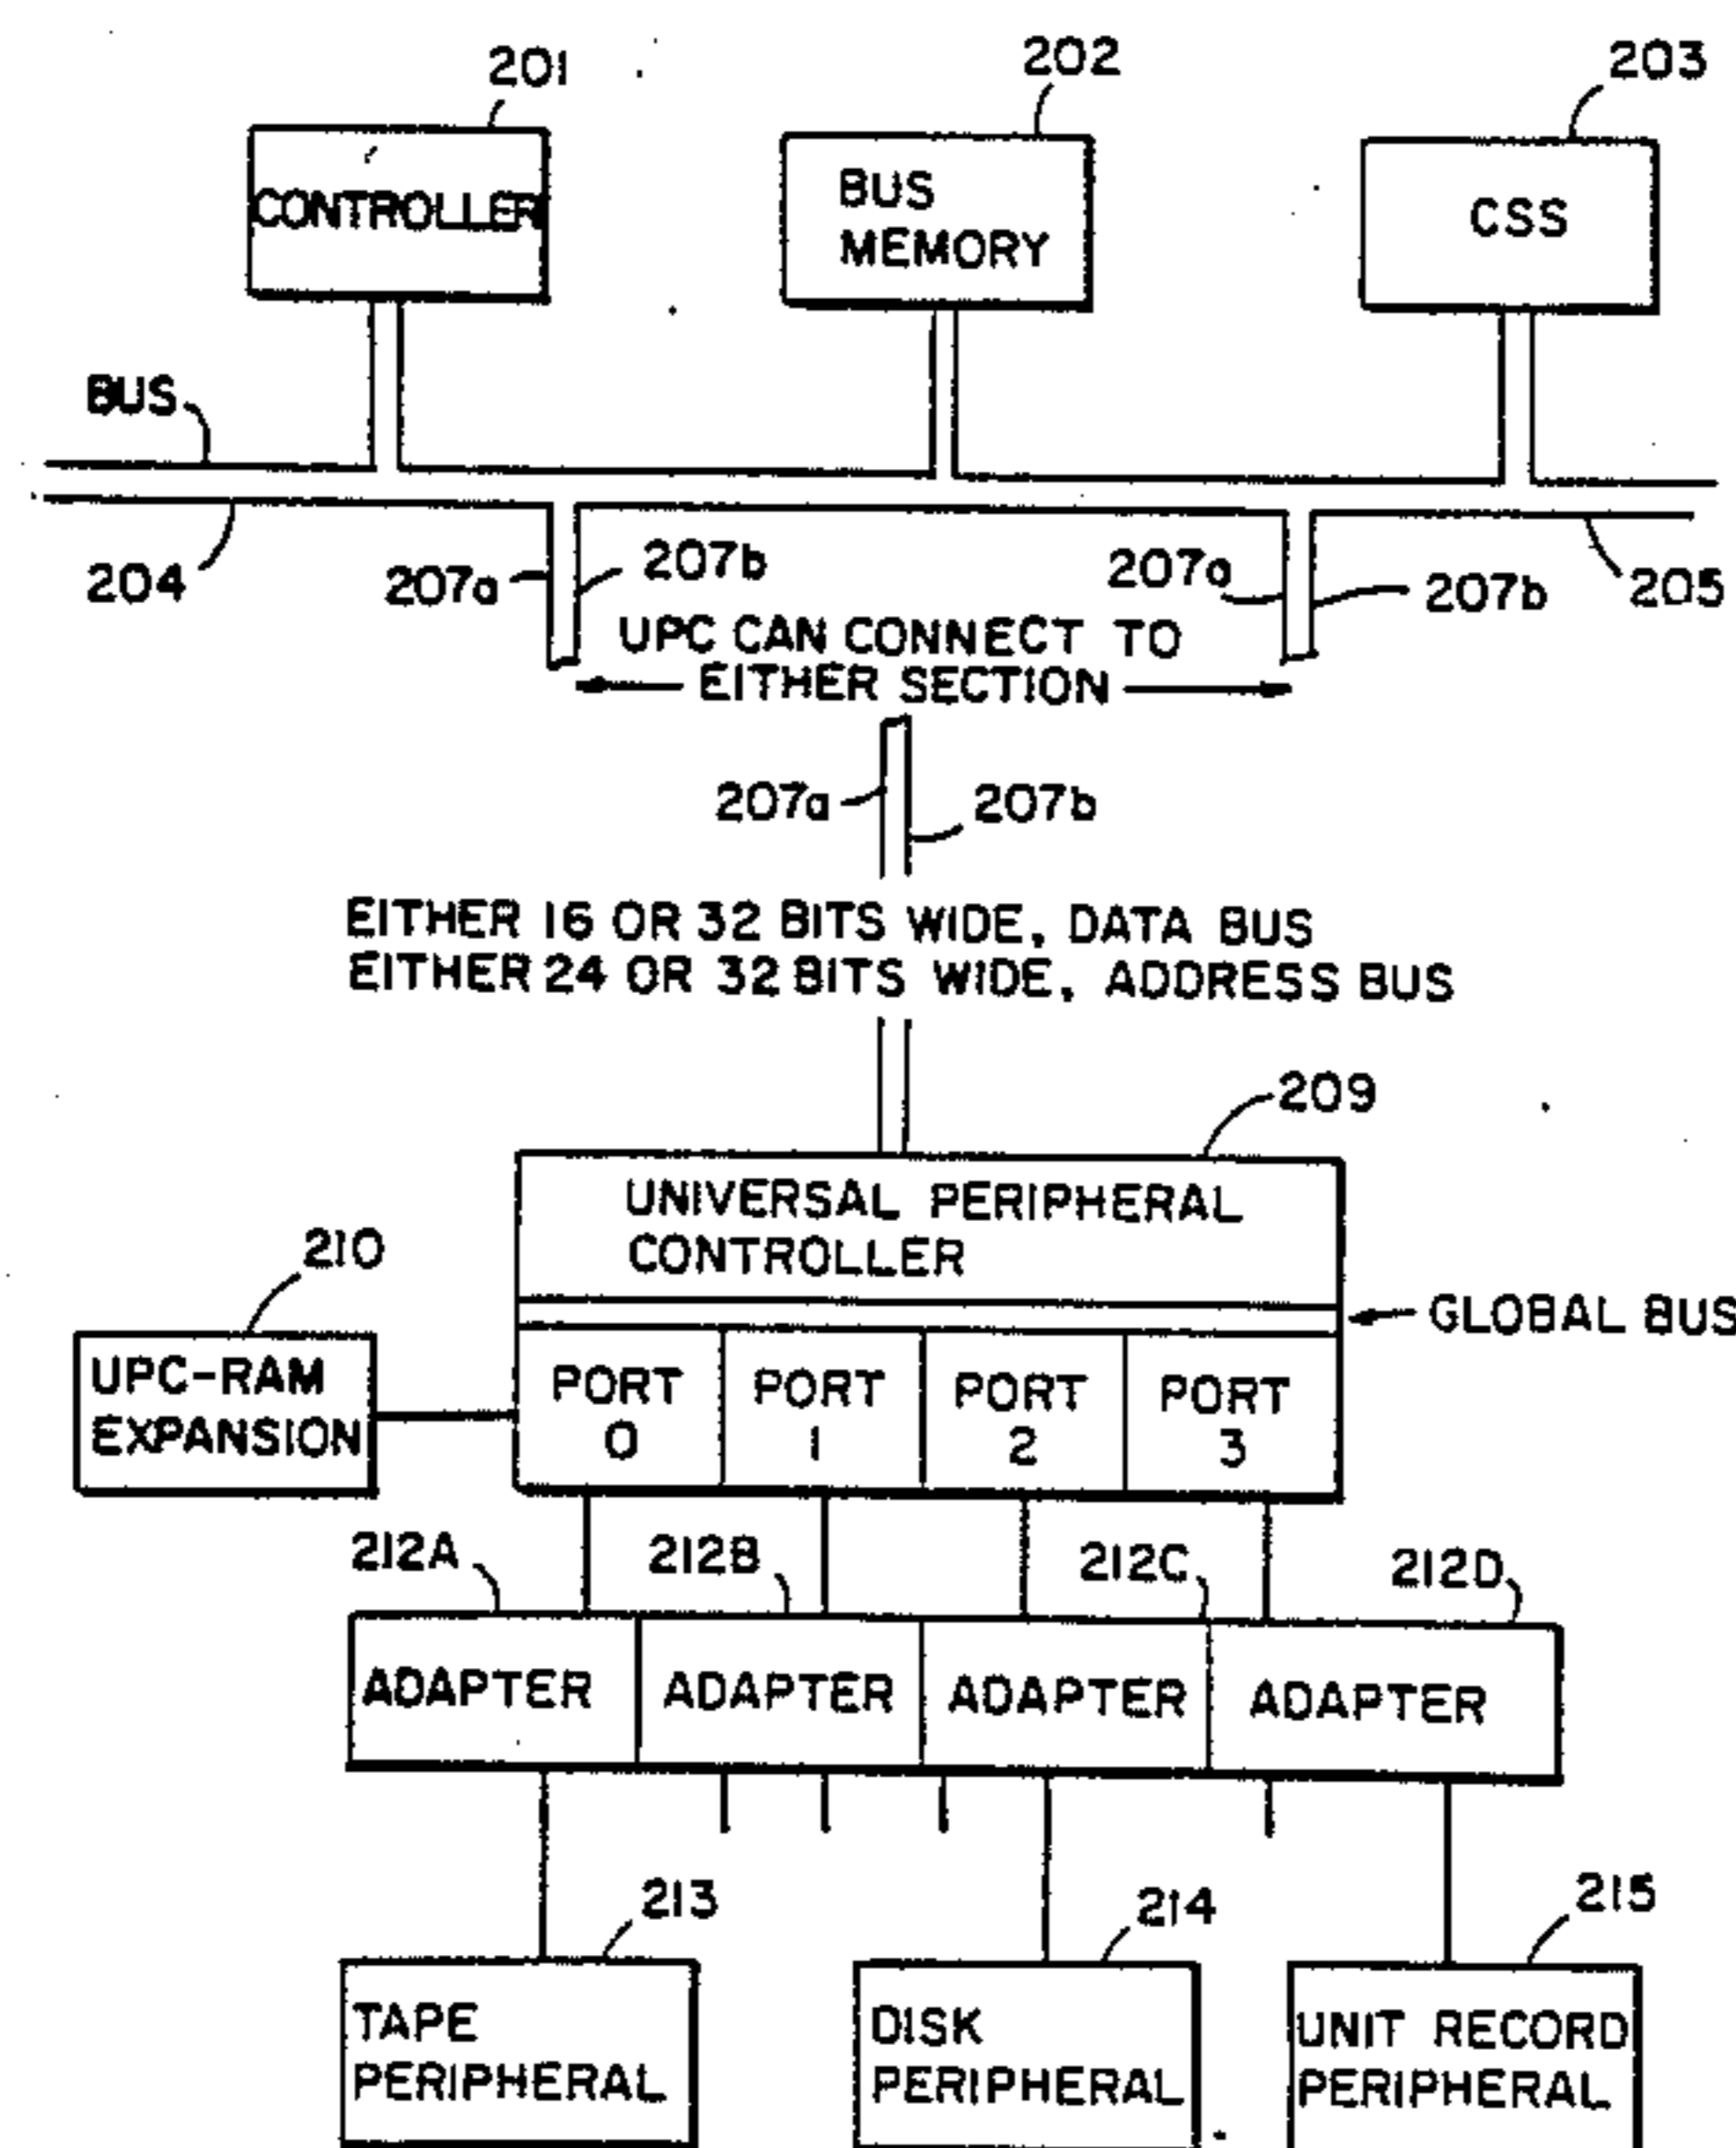 201
202
203
CONTROLLER
BUS
MEMORY
CSS
BUS
204
207a
207b
207a
207b
205
UPC CAN CONNECT TO
EITHER SECTION
207a
207b
EITHER 16 OR 32 BITS WIDE, DATA BUS
EITHER 24 OR 32 BITS WIDE, ADDRESS BUS
209
UNIVERSAL PERIPHERAL
CONTROLLER
210
GLOBAL BUS
UPC-RAM
EXPANSION
PORT
0
PORT
1
PORT
2
PORT
3
212A
212B
212C
212D
ADAPTER
ADAPTER
ADAPTER
ADAPTER
213
214
215
TAPE
PERIPHERAL
DISK
PERIPHERAL
UNIT RECORD
PERIPHERAL